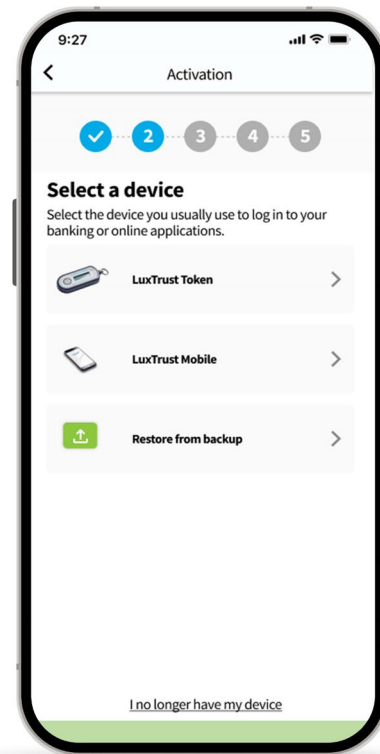 9:27
Activation
2
3
4
5
Select a device
Select the device you usually use to log in to your
banking or online applications.
LuxTrust Token
LuxTrust Mobile
Restore from backup
I no longer have my device